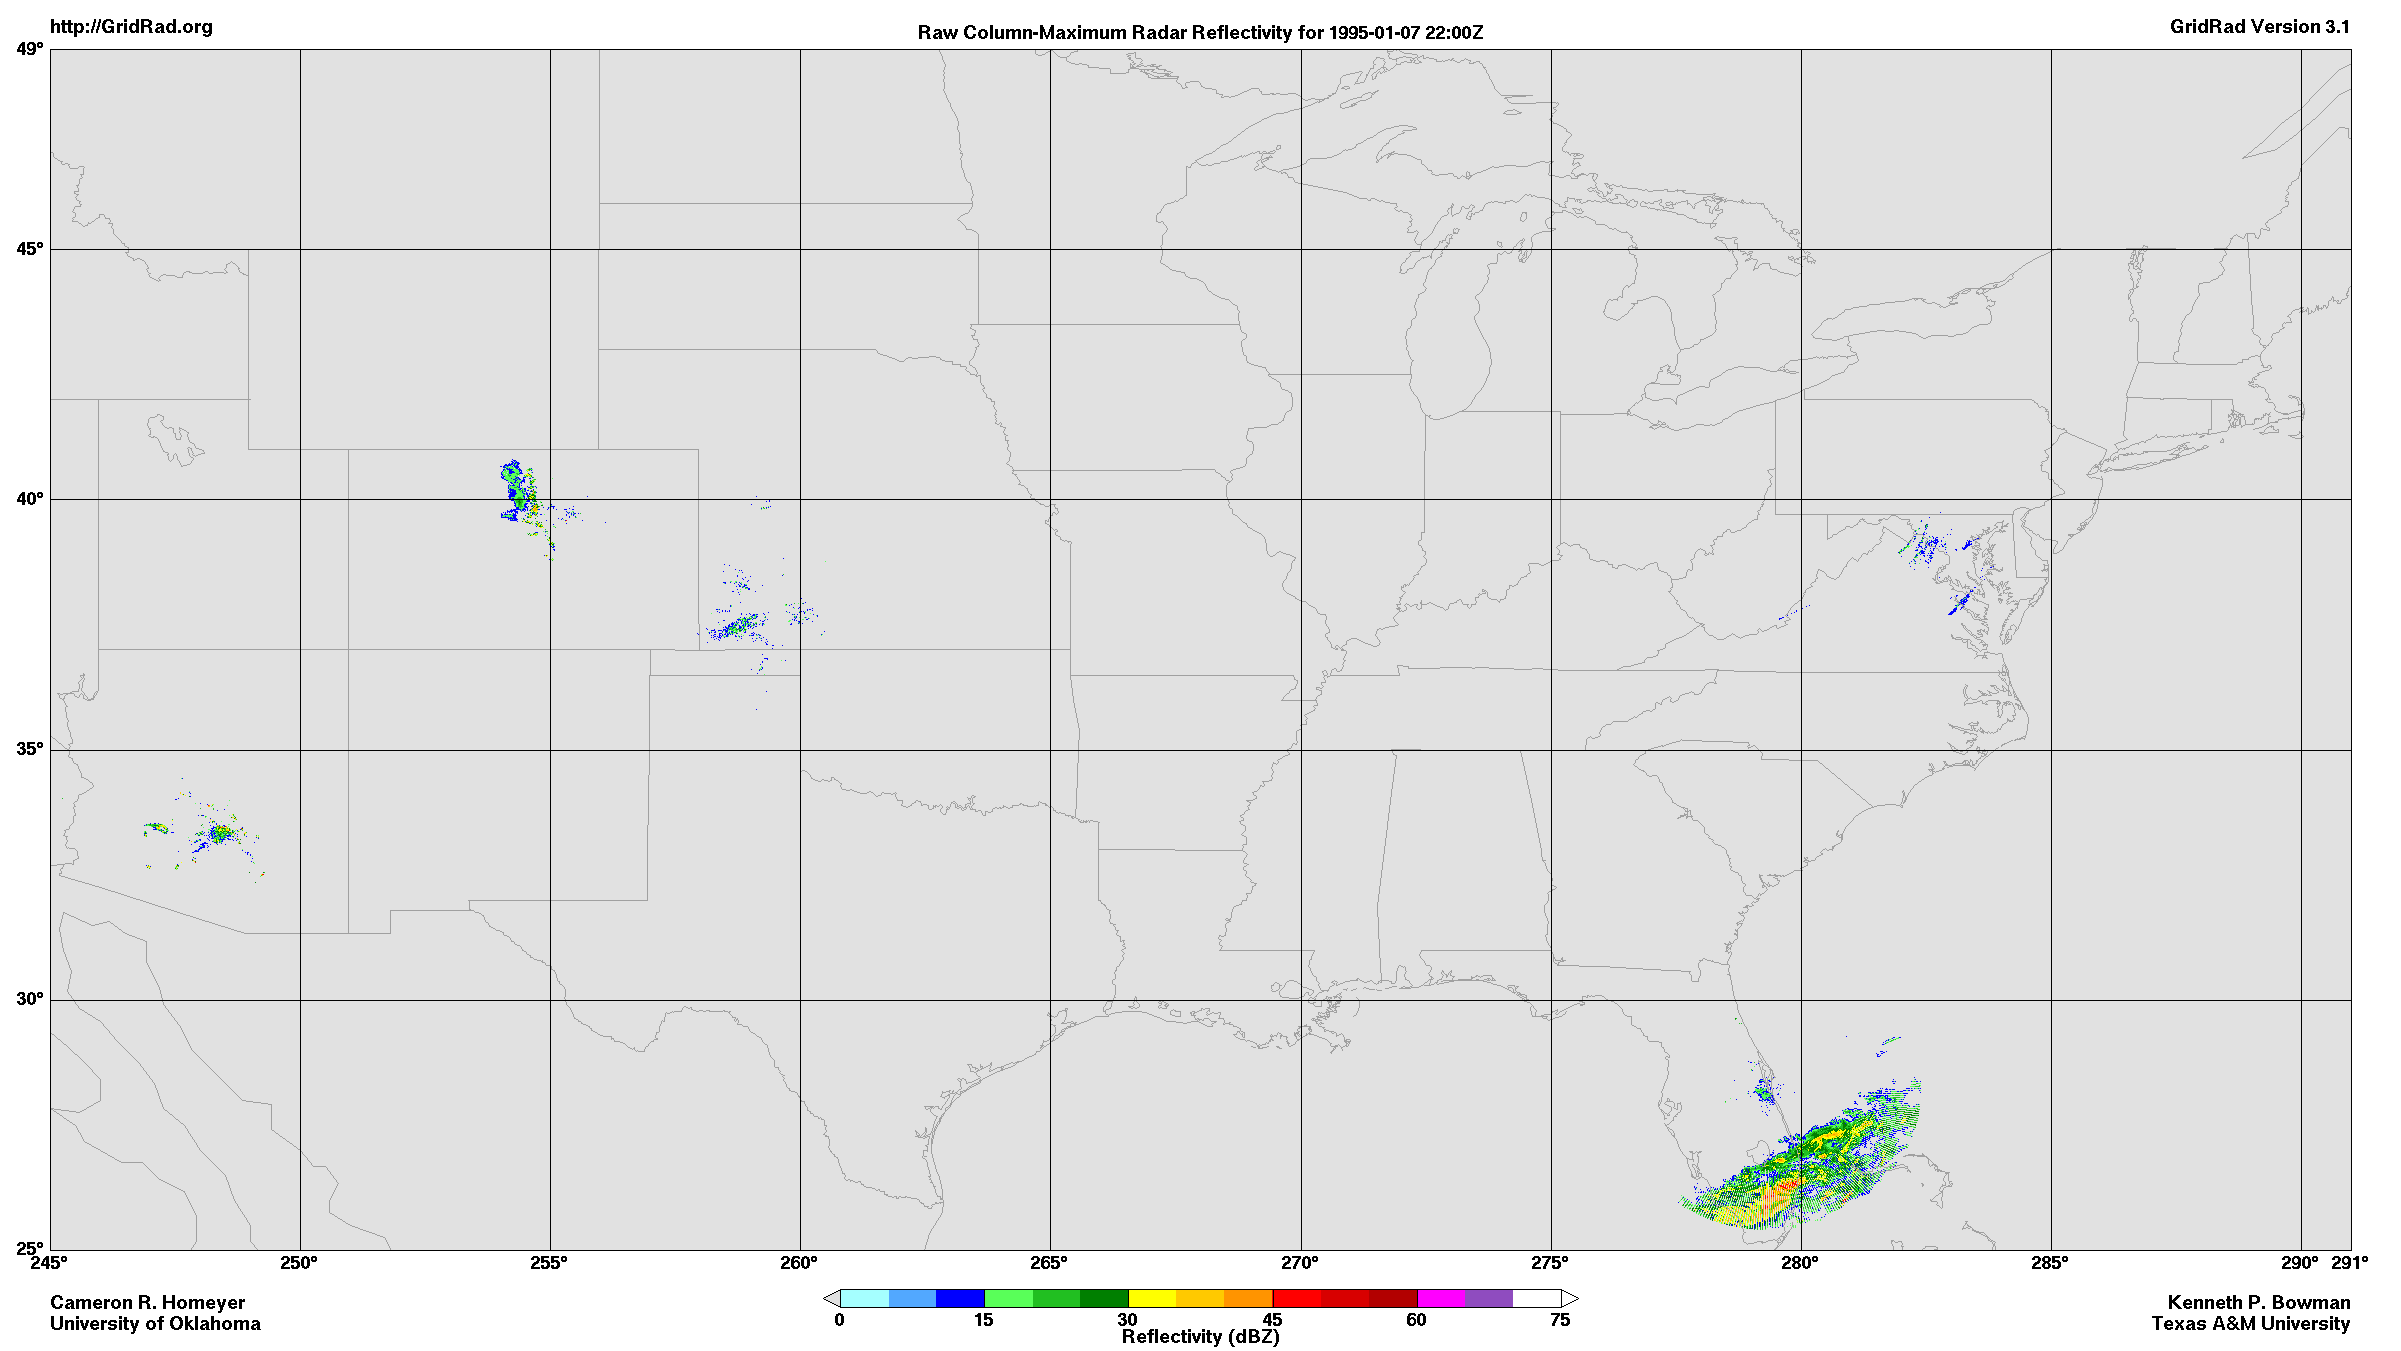 http://GridRad.org
Raw Column-Maximum Radar Reflectivity for 1995-01-07 22:00Z
GridRad Version 3.1
49°
45°
40°
35°
30°
25°
245° 250° 255° 260° 265° 270° 275° 280° 285° 290° 291°
0 15 30 45 60 75
Reflectivity (dBZ)
Cameron R. Homeyer
University of Oklahoma
Kenneth P. Bowman
Texas A&M University